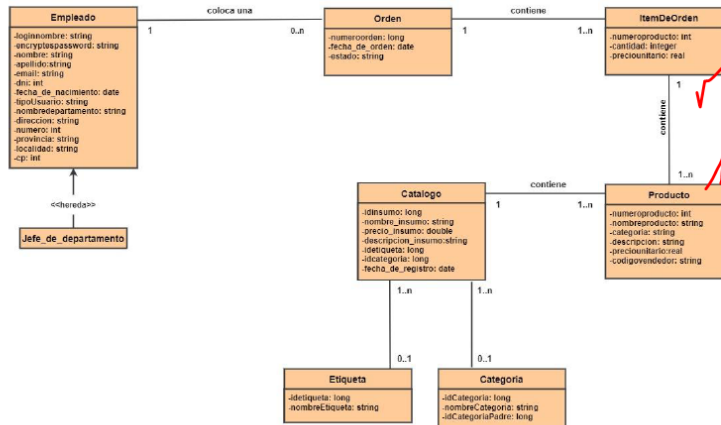 Empleado
-loginnombre: string
-encryptospassword: string
-nombre: string
-apellido:string
-email: string
-dni: int
-fecha_de_nacimiento: date
-tipoUsuario: string
-nombredepartamento: string
-direccion: string
-numero: int
-provincia: string
-localidad: string
-cp: int
coloca una
1
0..n
Orden
-numeroorden: long
-fecha_de_orden: date
-estado: string
contiene
1
1..n
ItemDeOrden
-numeroproducto: int
-cantidad: integer
-preciounitario: real
1
contiene
1..n
<<hereda>>
Jefe_de_departamento
Catalogo
-idinsumo: long
-nombre_insumo: string
-precio_insumo: double
-descripcion_insumo:string
-idetiqueta: long
-idcategoria: long
-fecha_de_registro: date
contiene
1
1..n
Producto
-numeroproducto: int
-nombreproducto: string
-categoria: string
-descripcion: string
-preciounitario:real
-codigovendedor: string
1..n
1..n
0..1
0..1
Etiqueta
-idetiqueta: long
-nombreEtiqueta: string
Categoria
-idCategoria: long
-nombreCategoria: string
-idCategoriaPadre: long